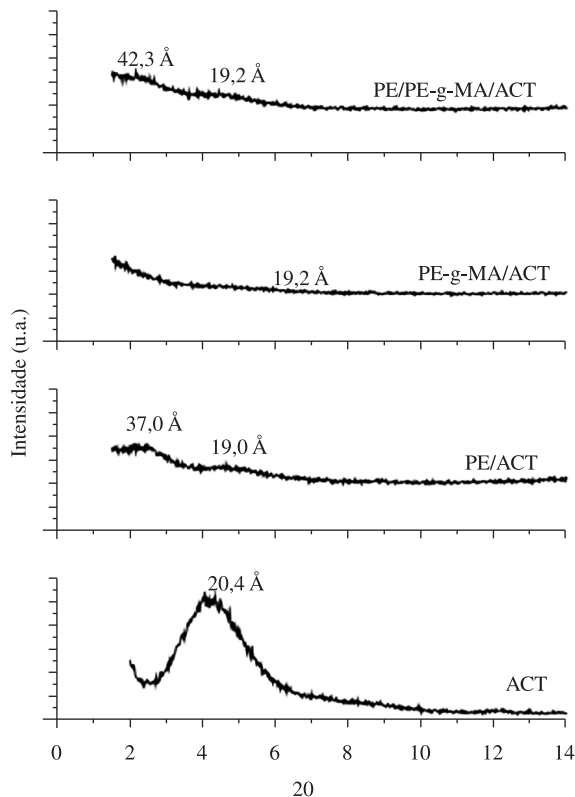 42,3 Å
19,2 Å
PE/PE-g-MA/ACT
19,2 Å
PE-g-MA/ACT
Intensidade (u.a.)
37,0 Å
19,0 Å
PE/ACT
20,4 Å
ACT
0 2 4 6 8 10 12 14
20